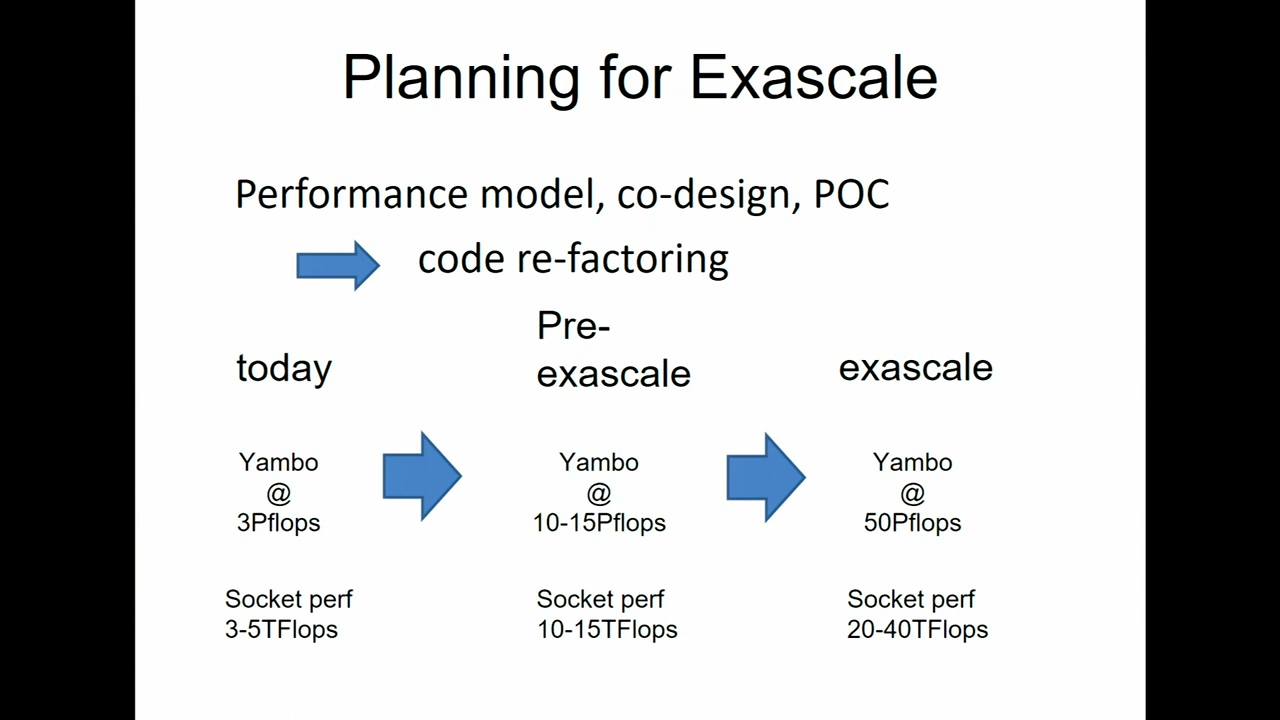 Planning for Exascale
Performance model, co-design, POC
code re-factoring
today
Pre-
exascale
exascale
Yambo
@
3Pflops
Yambo
@
10-15Pflops
Yambo
@
50Pflops
Socket perf
3-5TFlops
Socket perf
10-15TFlops
Socket perf
20-40TFlops